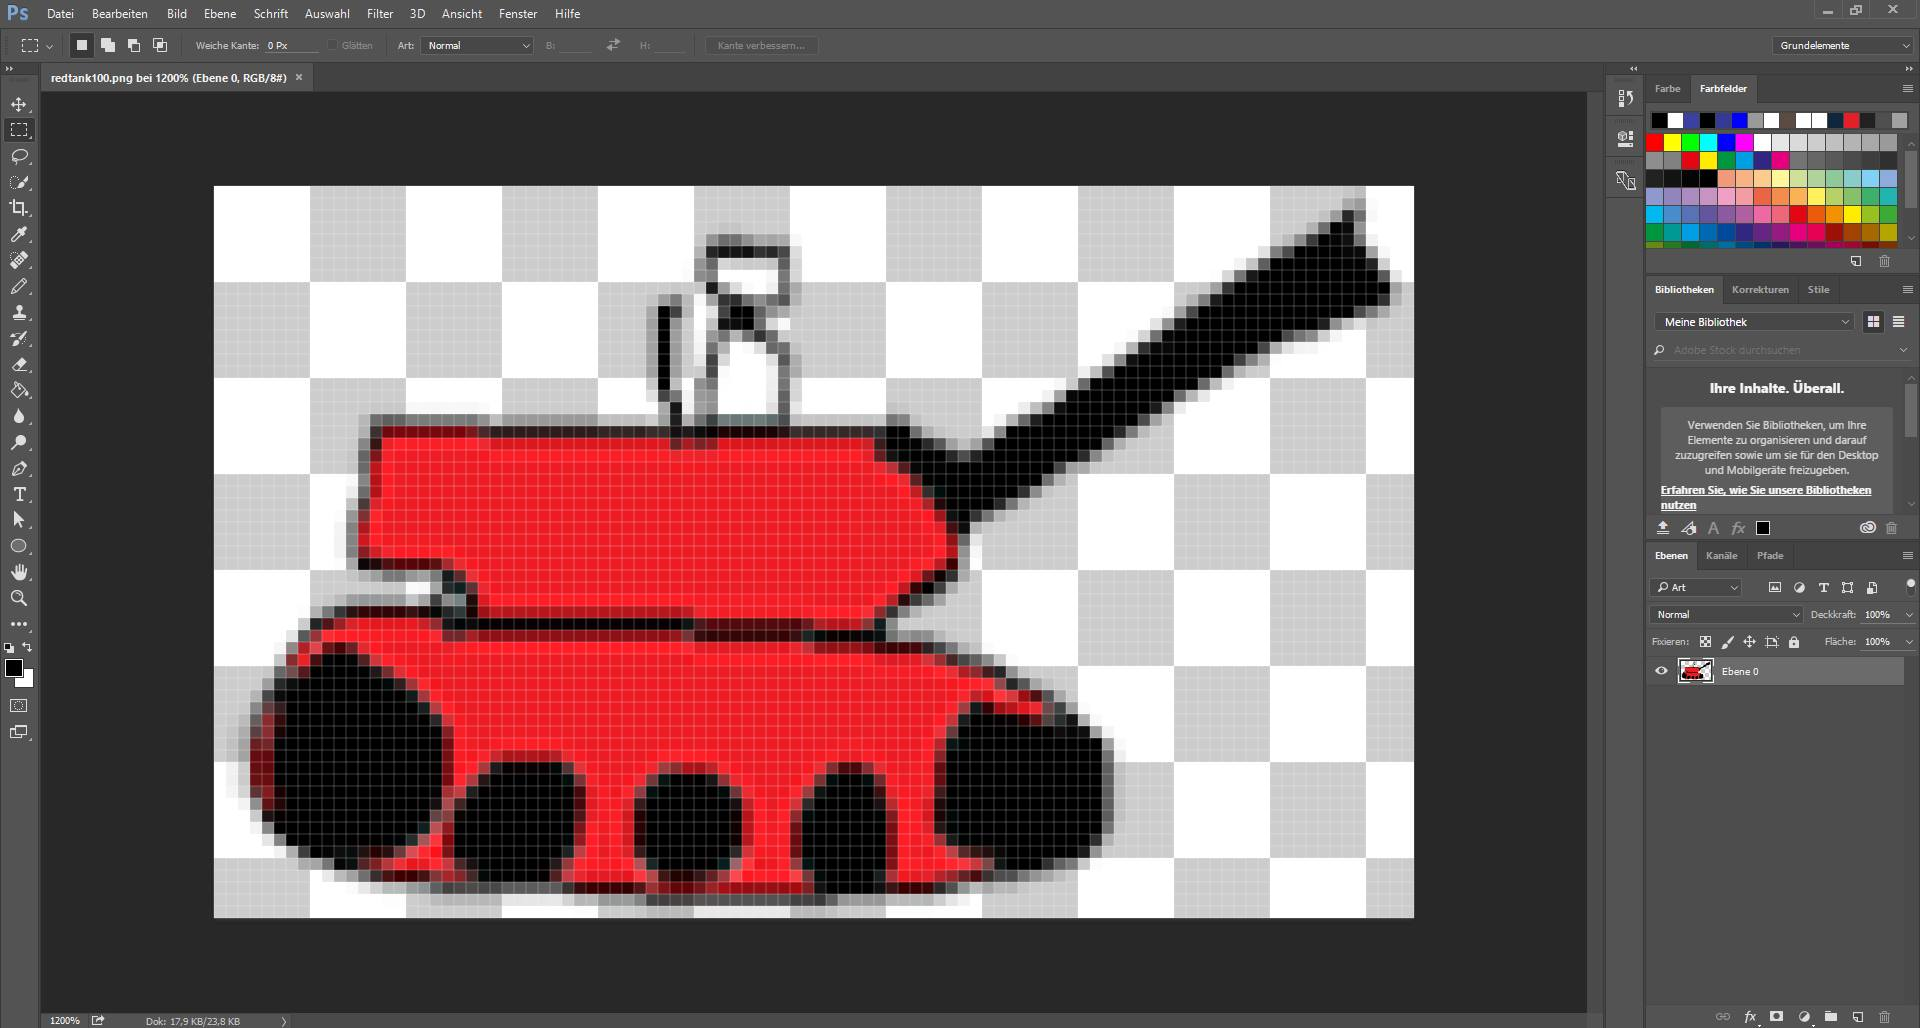 Ps Datei Bearbeiten Bild Ebene Schrift Auswahl Filter 3D Ansicht Fenster Hilfe
Weiche Kante: 0 Px Glätten Art: Normal B: H: Kante verbessern... Grundelemente
redtank100.png bei 1200% (Ebene 0, RGB/8#) ×
Farbe Farbfelder
Bibliotheken Korrekturen Stile
Meine Bibliothek
Adobe Stock durchsuchen
Ihre Inhalte. Überall.
Verwenden Sie Bibliotheken, um Ihre
Elemente zu organisieren und darauf
zuzugreifen sowie um sie für den Desktop
und Mobilgeräte freizugeben.
Erfahren Sie, wie Sie unsere Bibliotheken
nutzen
Ebenen Kanäle Pfade
Art
Normal Deckkraft: 100%
Fixieren: Fläche: 100%
Ebene 0
1200% Dok: 17,9 KB/23,8 KB